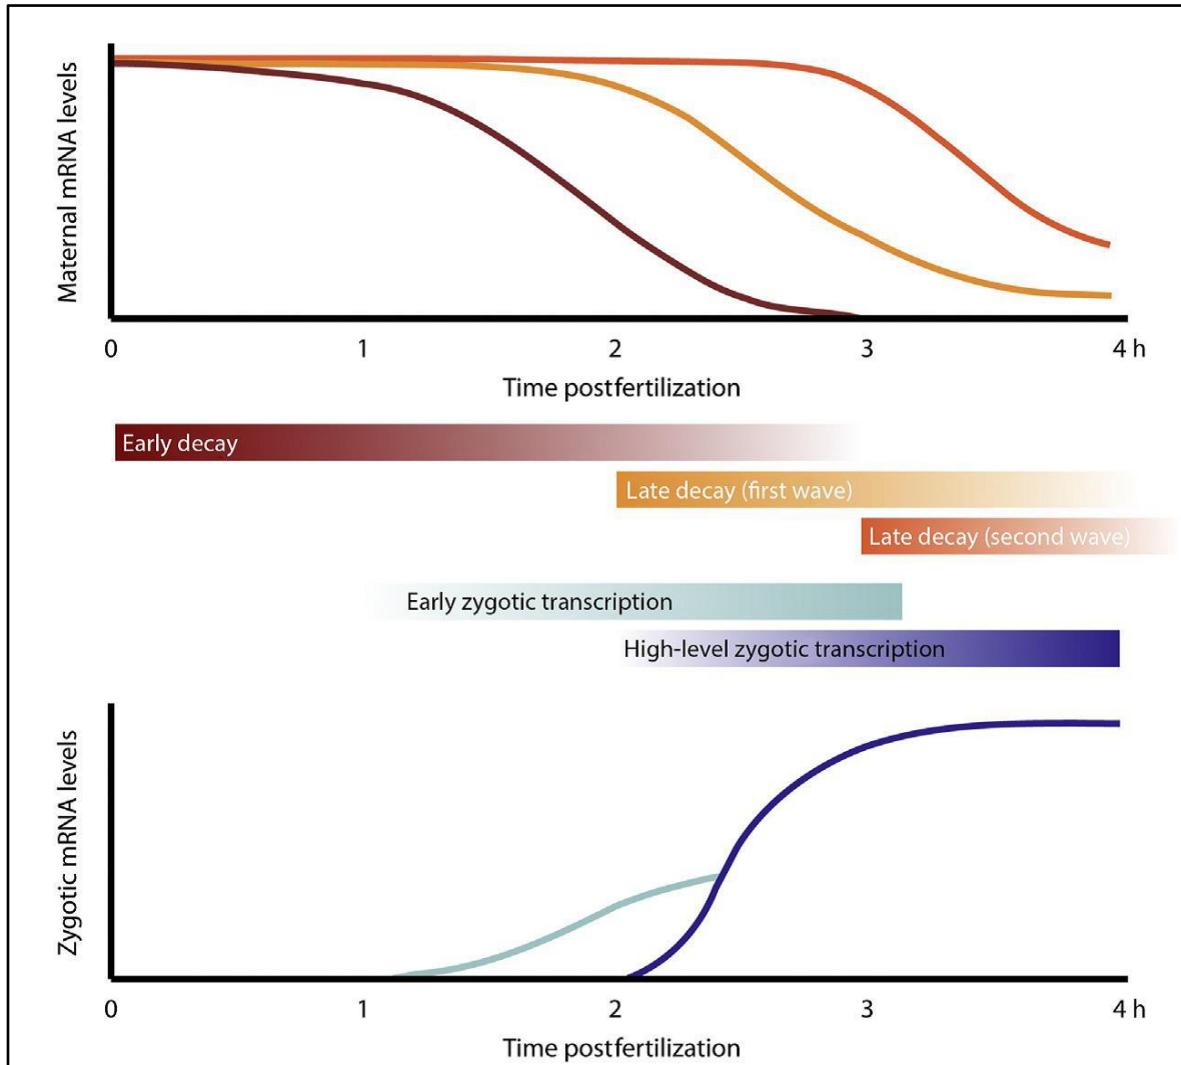 Maternal mRNA levels
0 1 2 3 4 h
Time postfertilization
Early decay
Late decay (first wave)
Late decay (second wave)
Early zygotic transcription
High-level zygotic transcription
Zygotic mRNA levels
0 1 2 3 4 h
Time postfertilization